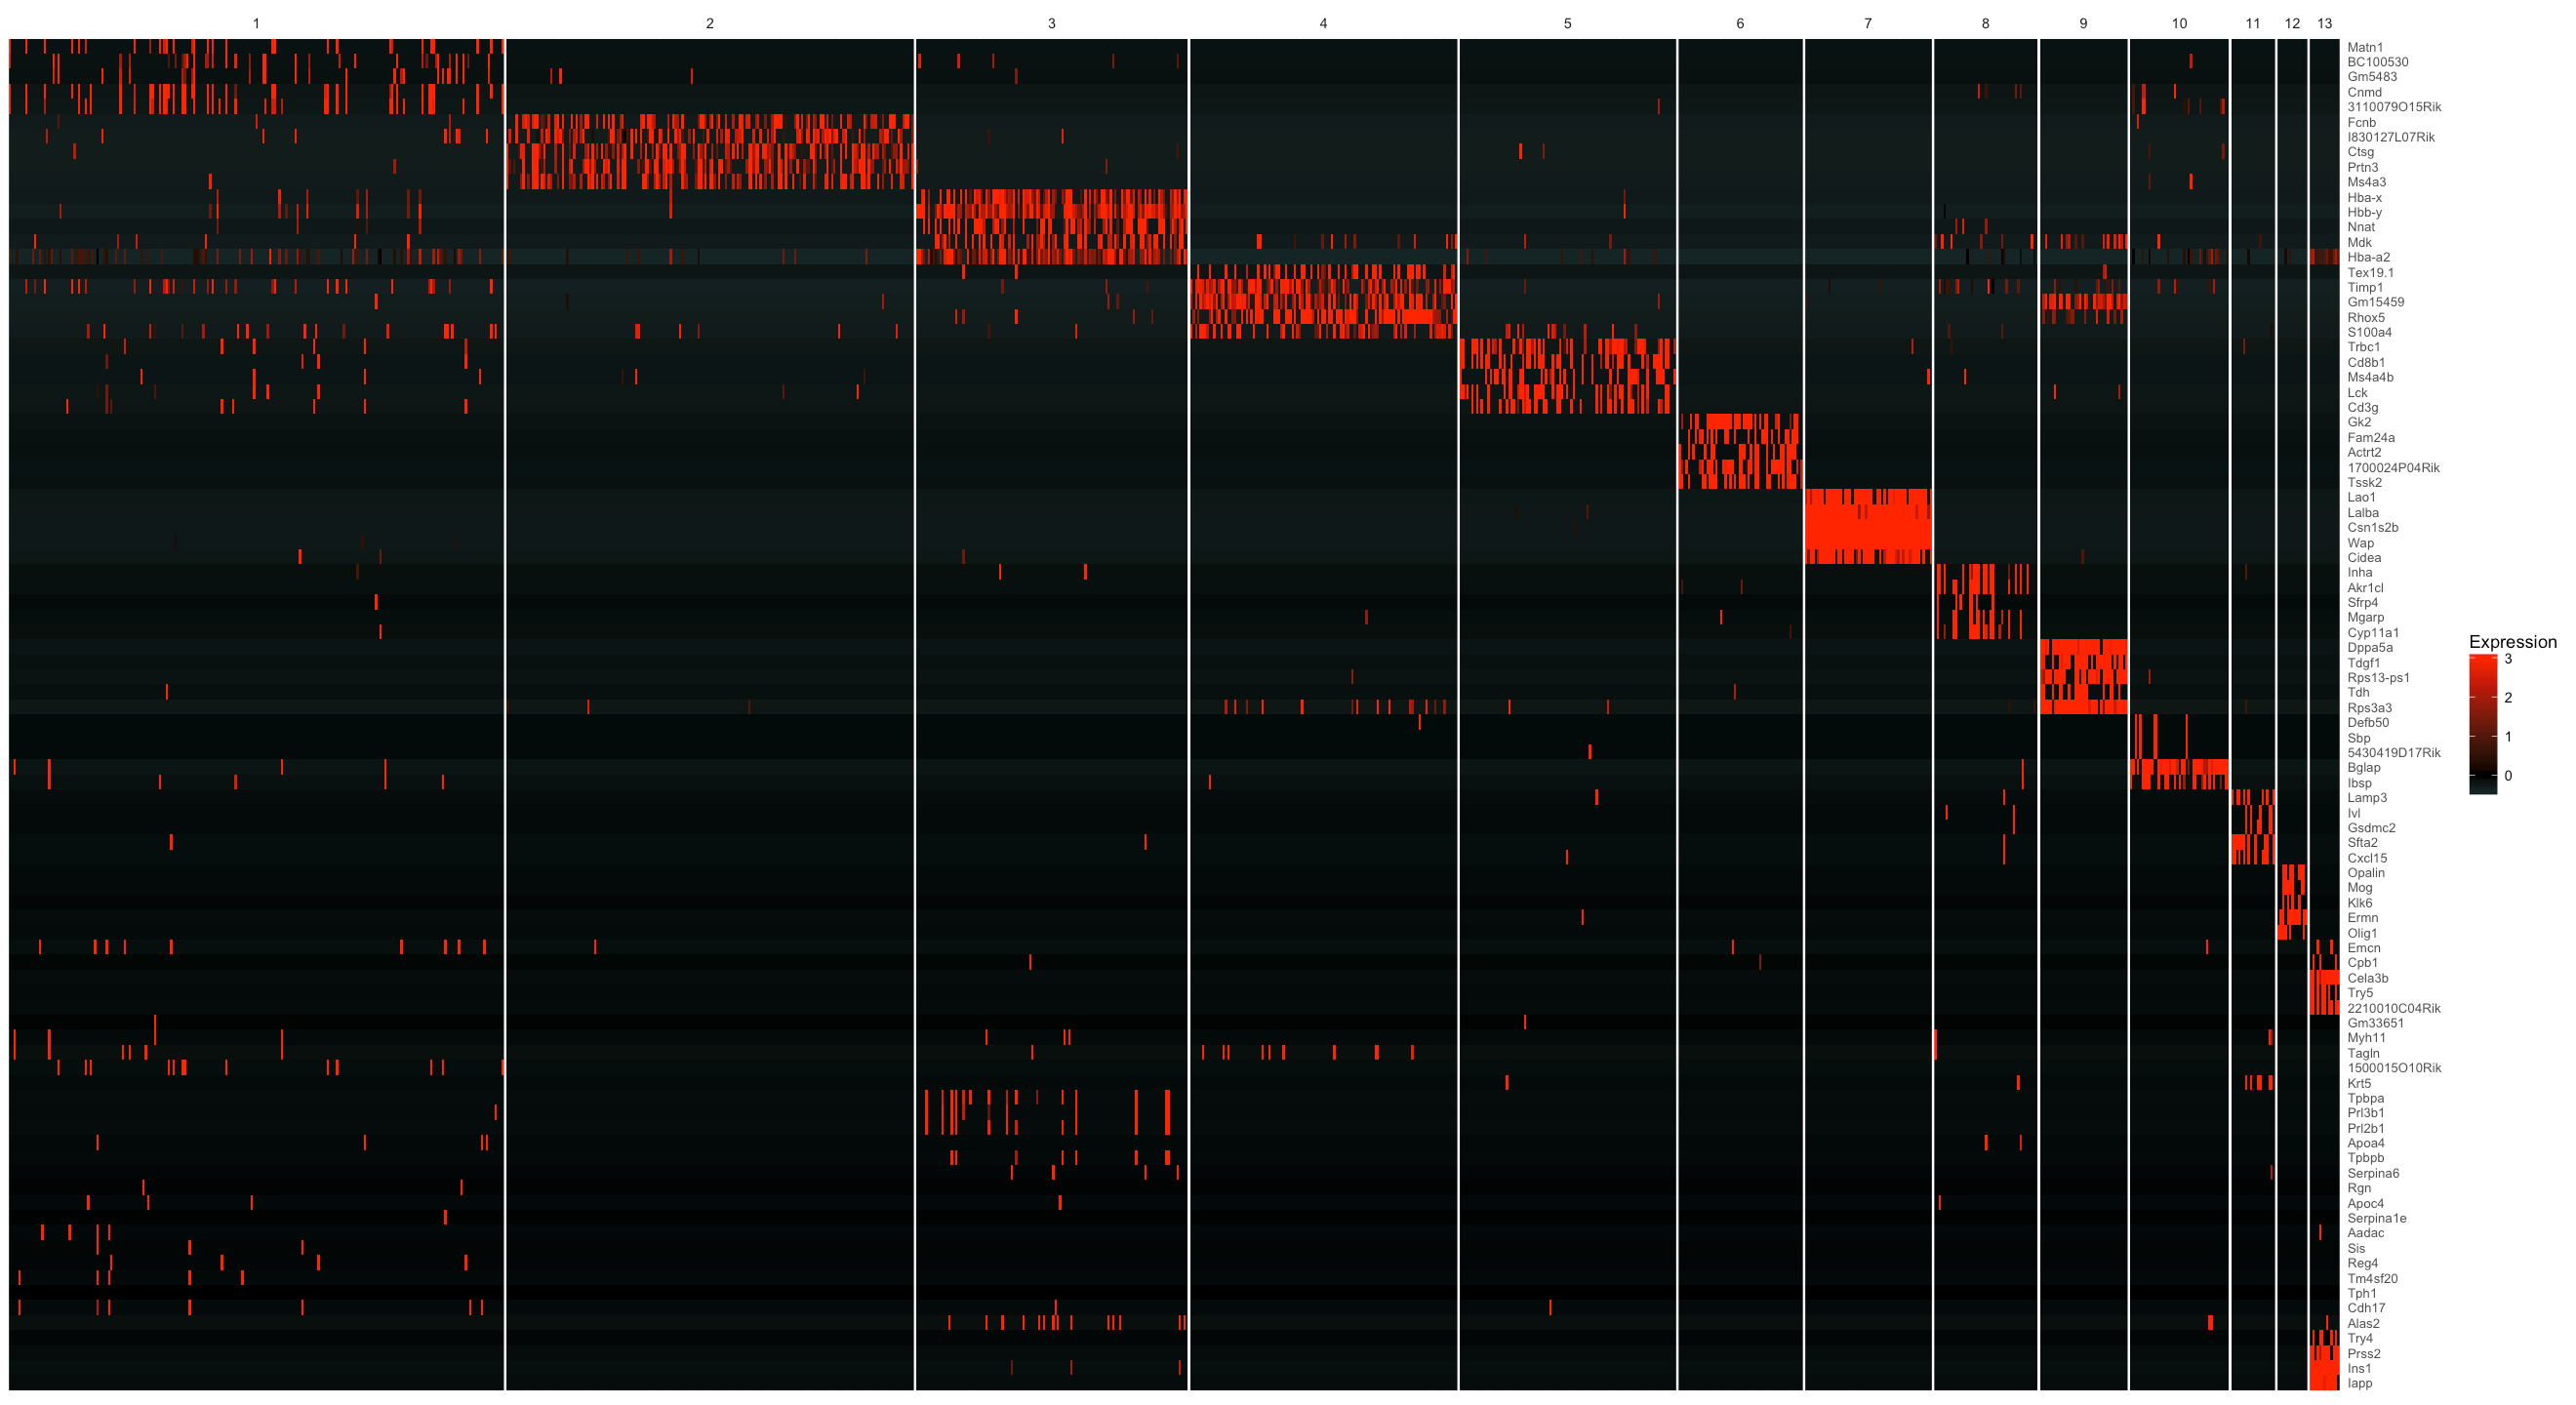 1 2 3 4 5 6 7 8 9 10 11 12 13
Matn1
BC100530
Gm5483
Cnmd
3110079O15Rik
Fcnb
I830127L07Rik
Ctsg
Prtn3
Ms4a3
Hba-x
Hbb-y
Nnat
Mdk
Hba-a2
Tex19.1
Timp1
Gm15459
Rhox5
S100a4
Trbc1
Cd8b1
Ms4a4b
Lck
Cd3g
Gk2
Fam24a
Actrt2
1700024P04Rik
Tssk2
Lao1
Lalba
Csn1s2b
Wap
Cidea
Inha
Akr1cl
Sfrp4
Mgarp
Cyp11a1
Dppa5a
Tdgf1
Rps13-ps1
Tdh
Rps3a3
Defb50
Sbp
5430419D17Rik
Bglap
Ibsp
Lamp3
Ivl
Gsdmc2
Sfta2
Cxcl15
Opalin
Mog
Klk6
Ermn
Olig1
Emcn
Cpb1
Cela3b
Try5
2210010C04Rik
Gm33651
Myh11
Tagln
1500015O10Rik
Krt5
Tpbpa
Prl3b1
Prl2b1
Apoa4
Tpbpb
Serpina6
Rgn
Apoc4
Serpina1e
Aadac
Sis
Reg4
Tm4sf20
Tph1
Cdh17
Alas2
Try4
Prss2
Ins1
Iapp
Expression
3
2
1
0